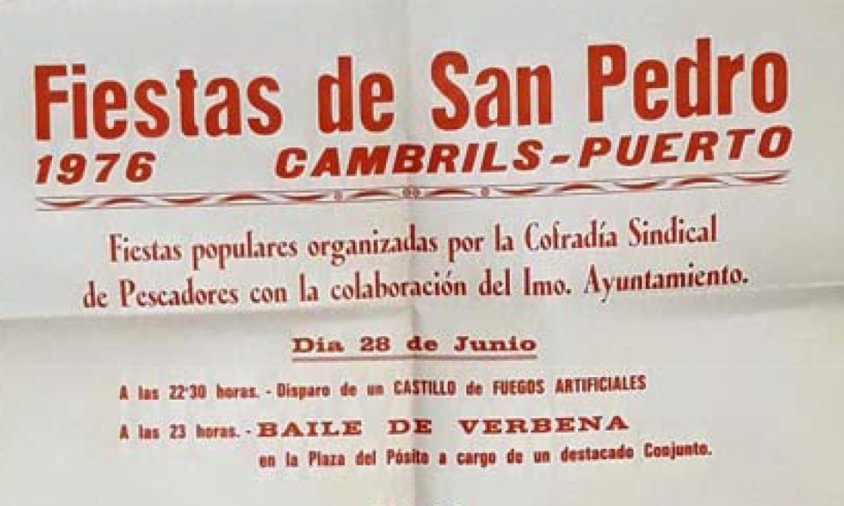 Fiestas de San Pedro
1976 CAMBRILS-PUERTO
Fiestas populares organizadas por la Cofradía Sindical
de Pescadores con la colaboración del Imo. Ayuntamiento.
Dia 28 de Junio
A las 22'30 horas. - Disparo de un CASTILLO de FUEGOS ARTIFICIALES
A las 23 horas. - BAILE DE VERBENA
en la Plaza del Pósito a cargo de un destacado Conjunto.